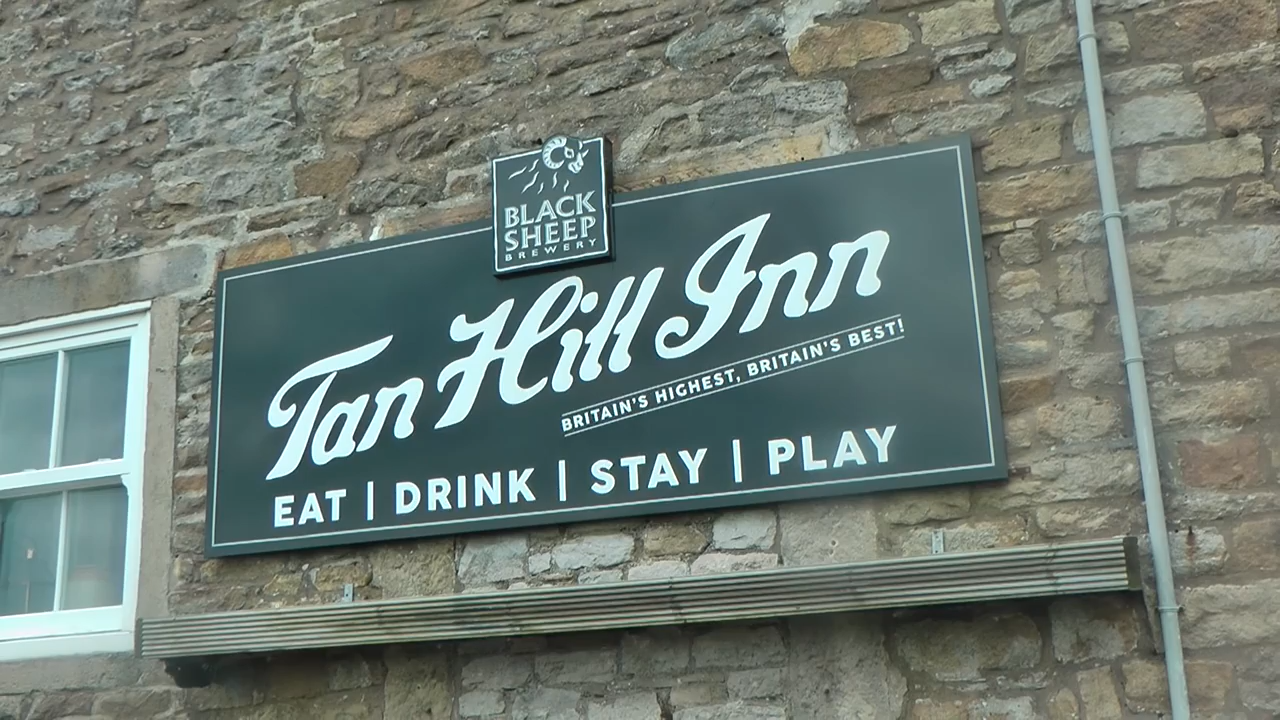 BLACK
SHEEP
BREWERY
Tan Hill Inn
BRITAIN'S HIGHEST, BRITAIN'S BEST!
EAT | DRINK | STAY | PLAY